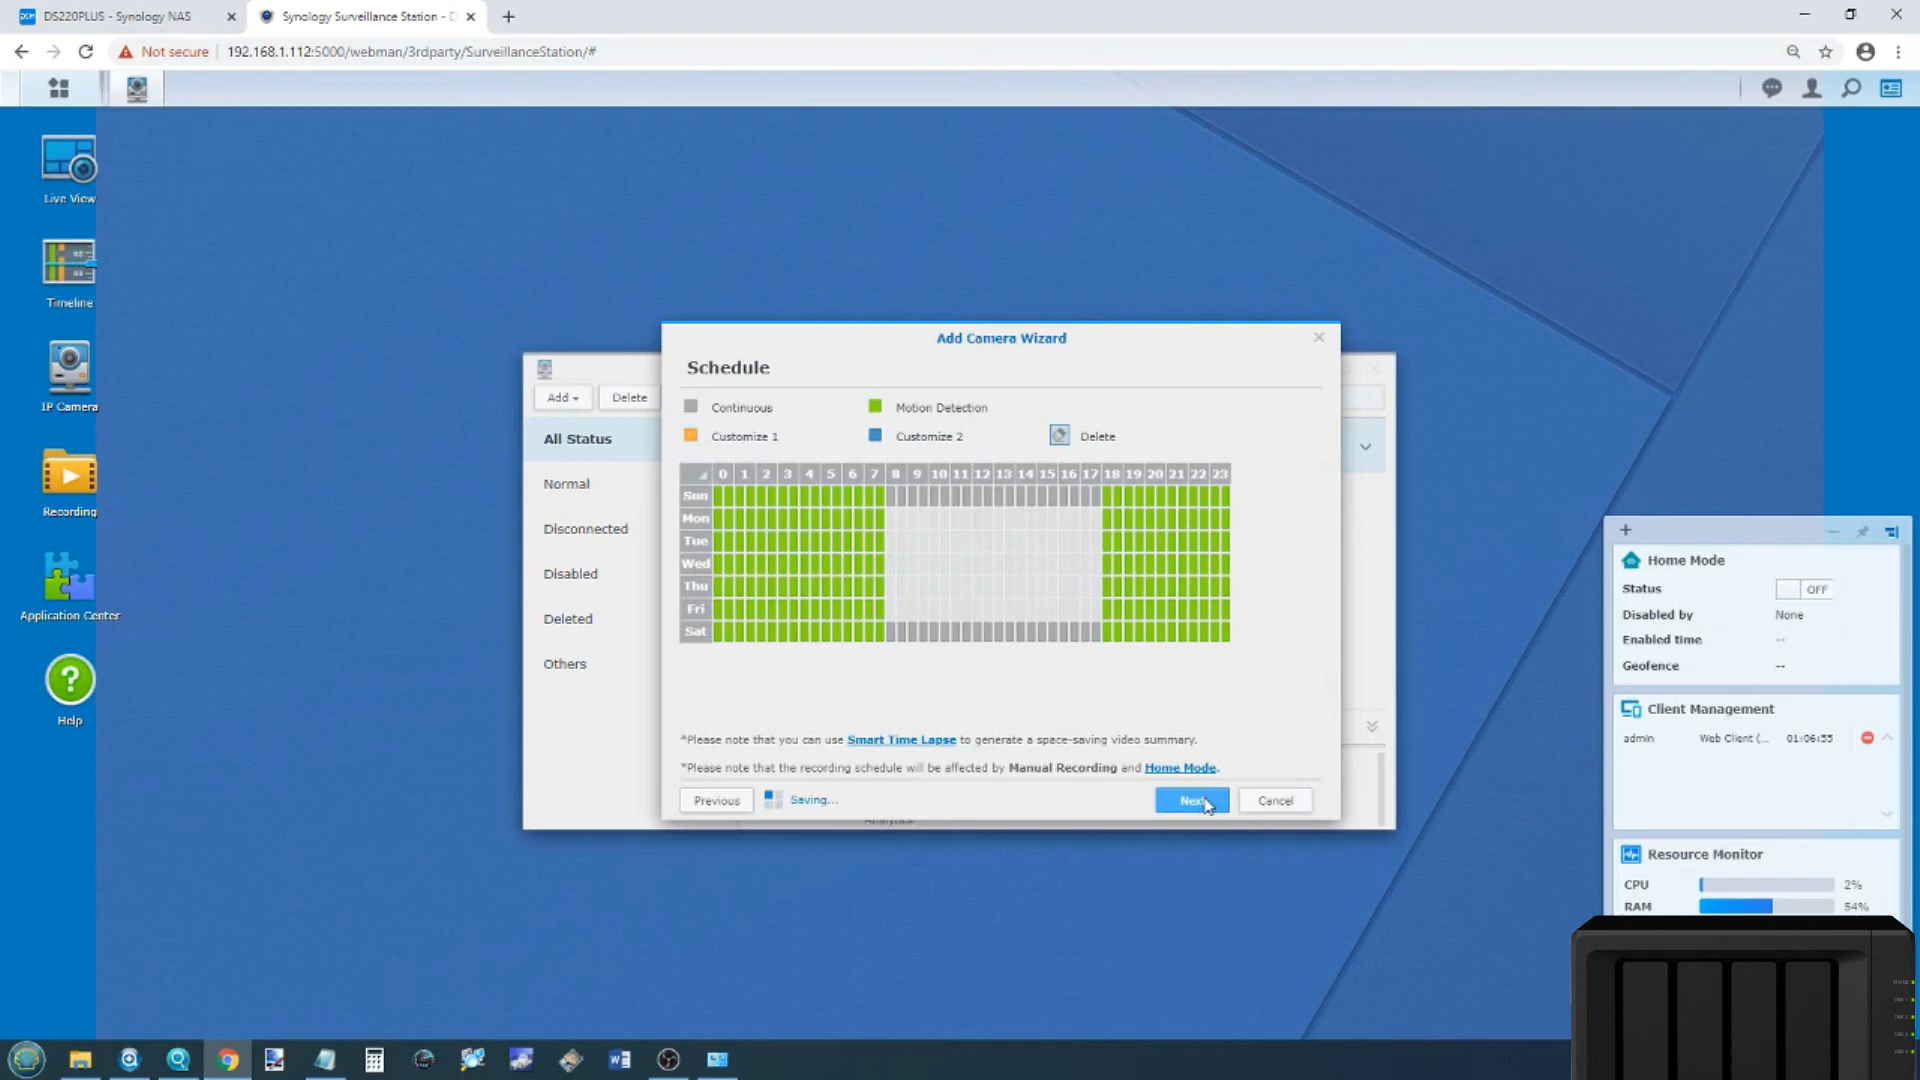 DS220PLUS - Synology NAS
Synology Surveillance Station - D
Not secure
192.168.1.112:5000/webman/3rdparty/SurveillanceStation/#
Live View
Timeline
IP Camera
Recording
Application Center
Help
Add
Delete
All Status
Normal
Disconnected
Disabled
Deleted
Others
Analytics
Add Camera Wizard
Schedule
Continuous
Motion Detection
Customize 1
Customize 2
Delete
0 1 2 3 4 5 6 7 8 9 10 11 12 13 14 15 16 17 18 19 20 21 22 23
Sun
Mon
Tue
Wed
Thu
Fri
Sat
*Please note that you can use Smart Time Lapse to generate a space-saving video summary.
*Please note that the recording schedule will be affected by Manual Recording and Home Mode.
Previous
Saving...
Next
Cancel
Home Mode
Status OFF
Disabled by None
Enabled time --
Geofence --
Client Management
admin Web Client (... 01:06:55
Resource Monitor
CPU 2%
RAM 54%